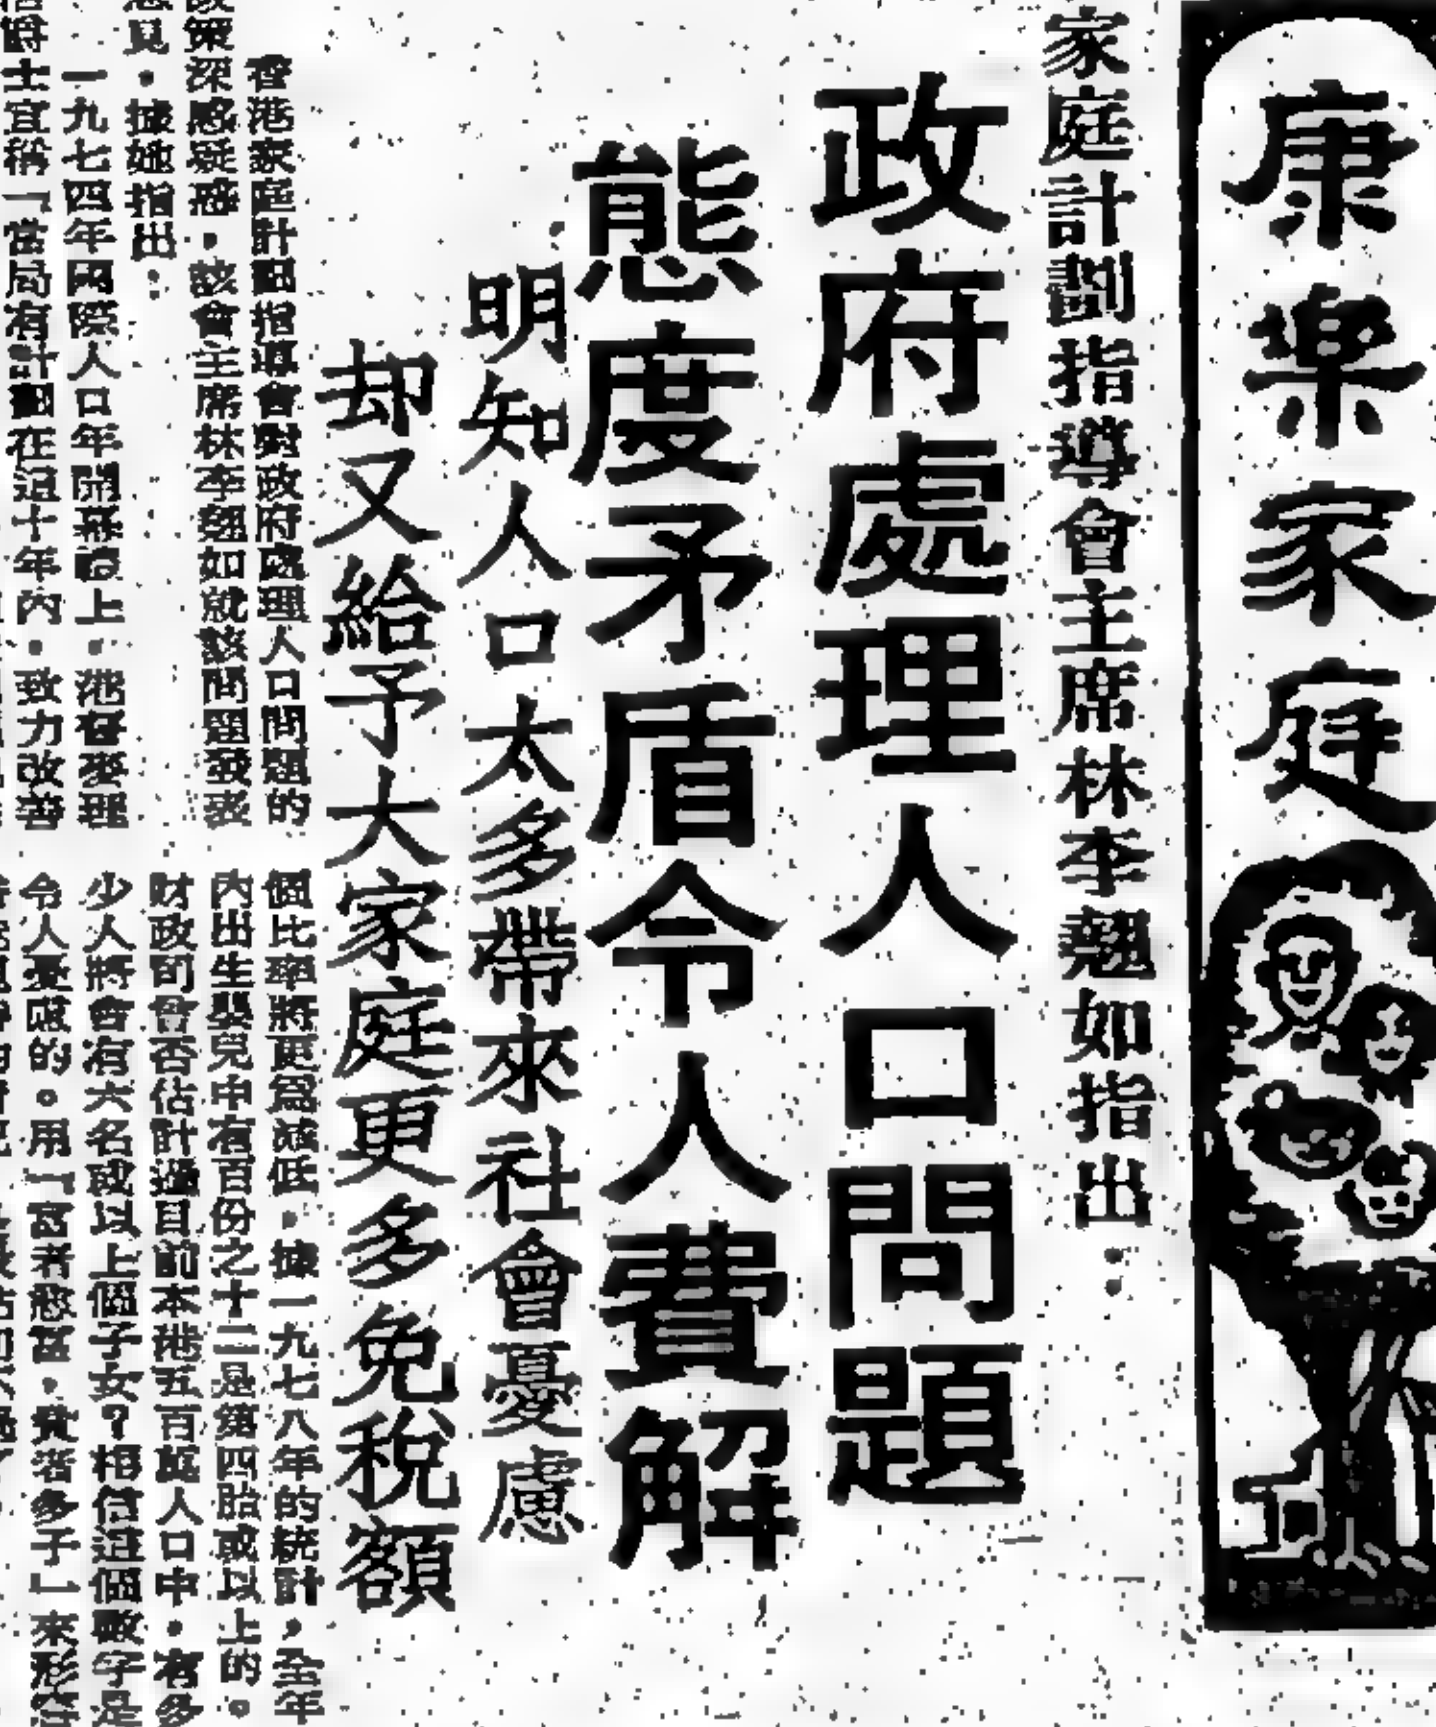 康樂家庭
家庭計劃指導會主席林李翹如指出：
政府處理人口問題
態度矛盾令人費解
明知人口太多帶來社會憂慮
却又給予大家庭更多免稅額
香港家庭計劃指導會對政府處理人口問題的
政策深感疑惑，該會主席林李翹如就該問題發表
意見，據她指出：
一九七四年國際人口年開幕禮上，港督麥理
浩爵士宣稱「當局有計劃在這十年內，致力改善
個比率將更為減低，據一九七八年的統計，全年
內出生嬰兒中有百份之十二是第四胎或以上的。
財政司會否估計過目前本港五百萬人口中，有多
少人將會有六名或以上個子女？相信這個數字是
令人憂慮的。用「富者愈富，貧者多子」來形容